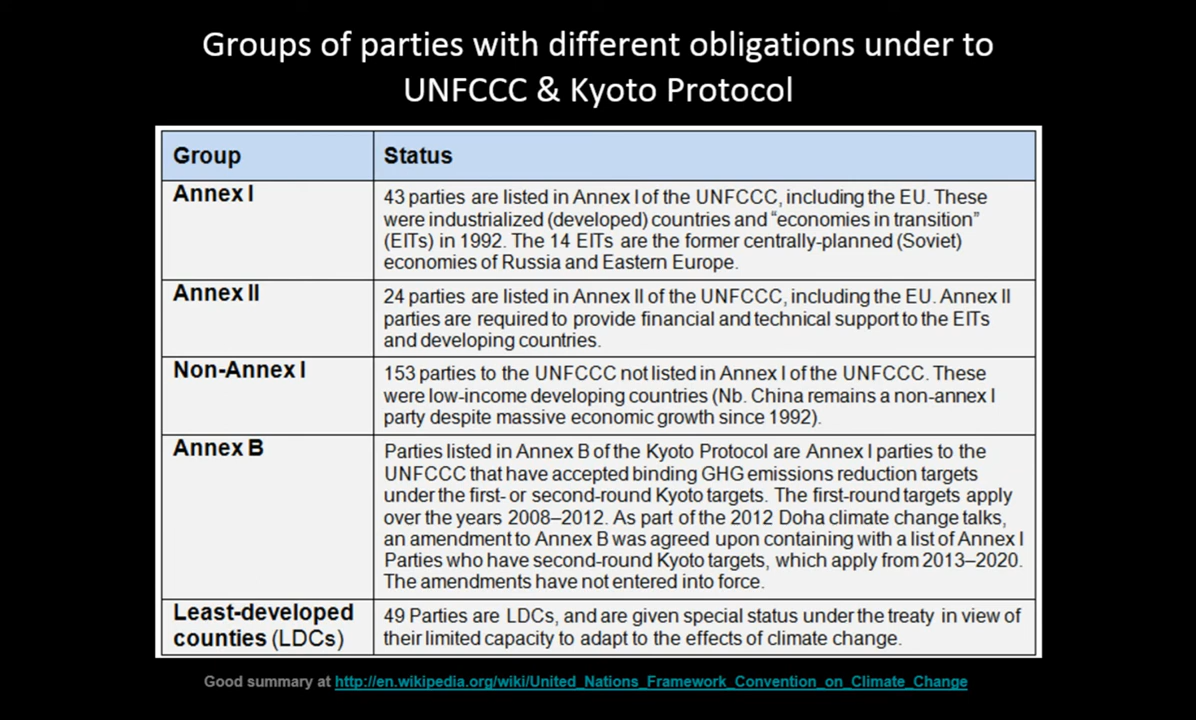 Groups of parties with different obligations under to
UNFCCC & Kyoto Protocol
Group
Status
Annex I
43 parties are listed in Annex I of the UNFCCC, including the EU. These
were industrialized (developed) countries and “economies in transition”
(EITs) in 1992. The 14 EITs are the former centrally-planned (Soviet)
economies of Russia and Eastern Europe.
Annex II
24 parties are listed in Annex II of the UNFCCC, including the EU. Annex II
parties are required to provide financial and technical support to the EITs
and developing countries.
Non-Annex I
153 parties to the UNFCCC not listed in Annex I of the UNFCCC. These
were low-income developing countries (Nb. China remains a non-annex I
party despite massive economic growth since 1992).
Annex B
Parties listed in Annex B of the Kyoto Protocol are Annex I parties to the
UNFCCC that have accepted binding GHG emissions reduction targets
under the first- or second-round Kyoto targets. The first-round targets apply
over the years 2008–2012. As part of the 2012 Doha climate change talks,
an amendment to Annex B was agreed upon containing with a list of Annex I
Parties who have second-round Kyoto targets, which apply from 2013–2020.
The amendments have not entered into force.
Least-developed
counties (LDCs)
49 Parties are LDCs, and are given special status under the treaty in view of
their limited capacity to adapt to the effects of climate change.
Good summary at http://en.wikipedia.org/wiki/United_Nations_Framework_Convention_on_Climate_Change